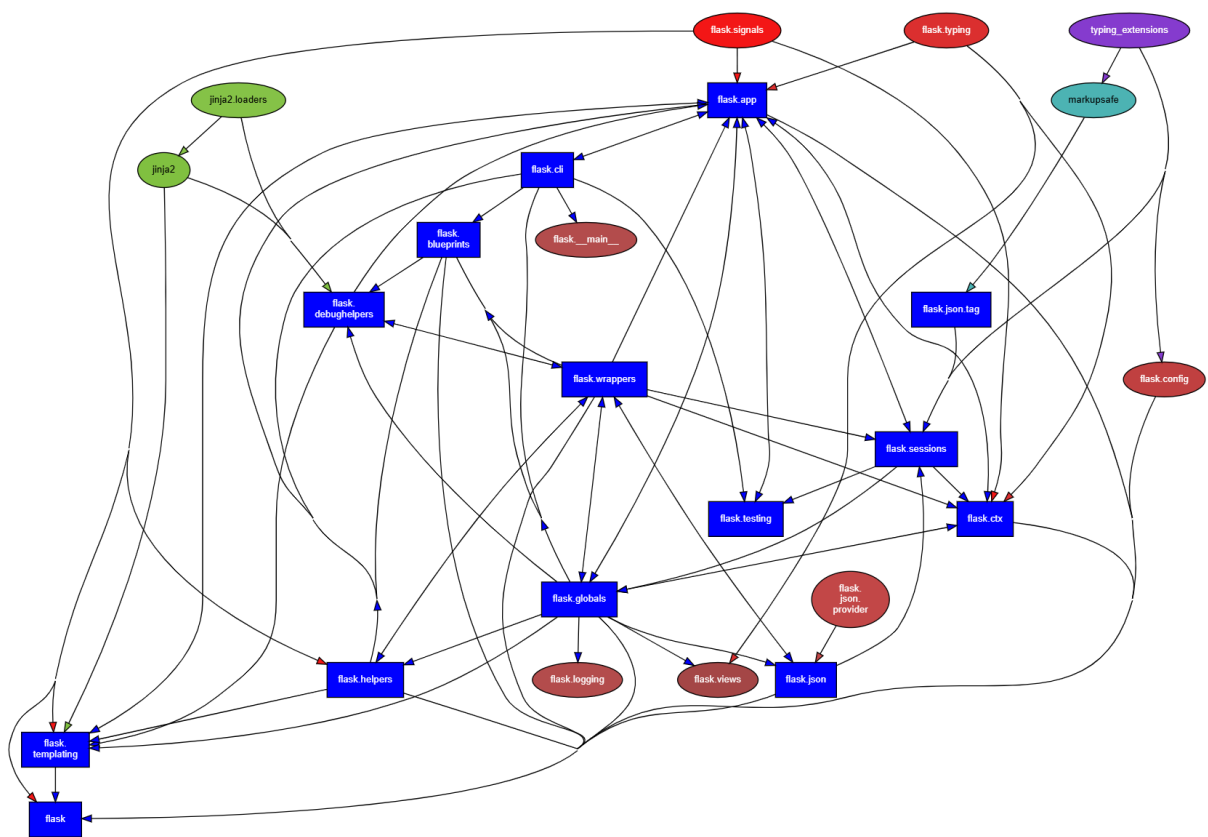 flask.signals
flask.typing
typing_extensions
jinja2.loaders
flask.app
markupsafe
jinja2
flask.cli
flask.
blueprints
flask.__main__
flask.
debughelpers
flask.json.tag
flask.wrappers
flask.config
flask.sessions
flask.testing
flask.ctx
flask.globals
flask.
json.
provider
flask.helpers
flask.logging
flask.views
flask.json
flask.
templating
flask